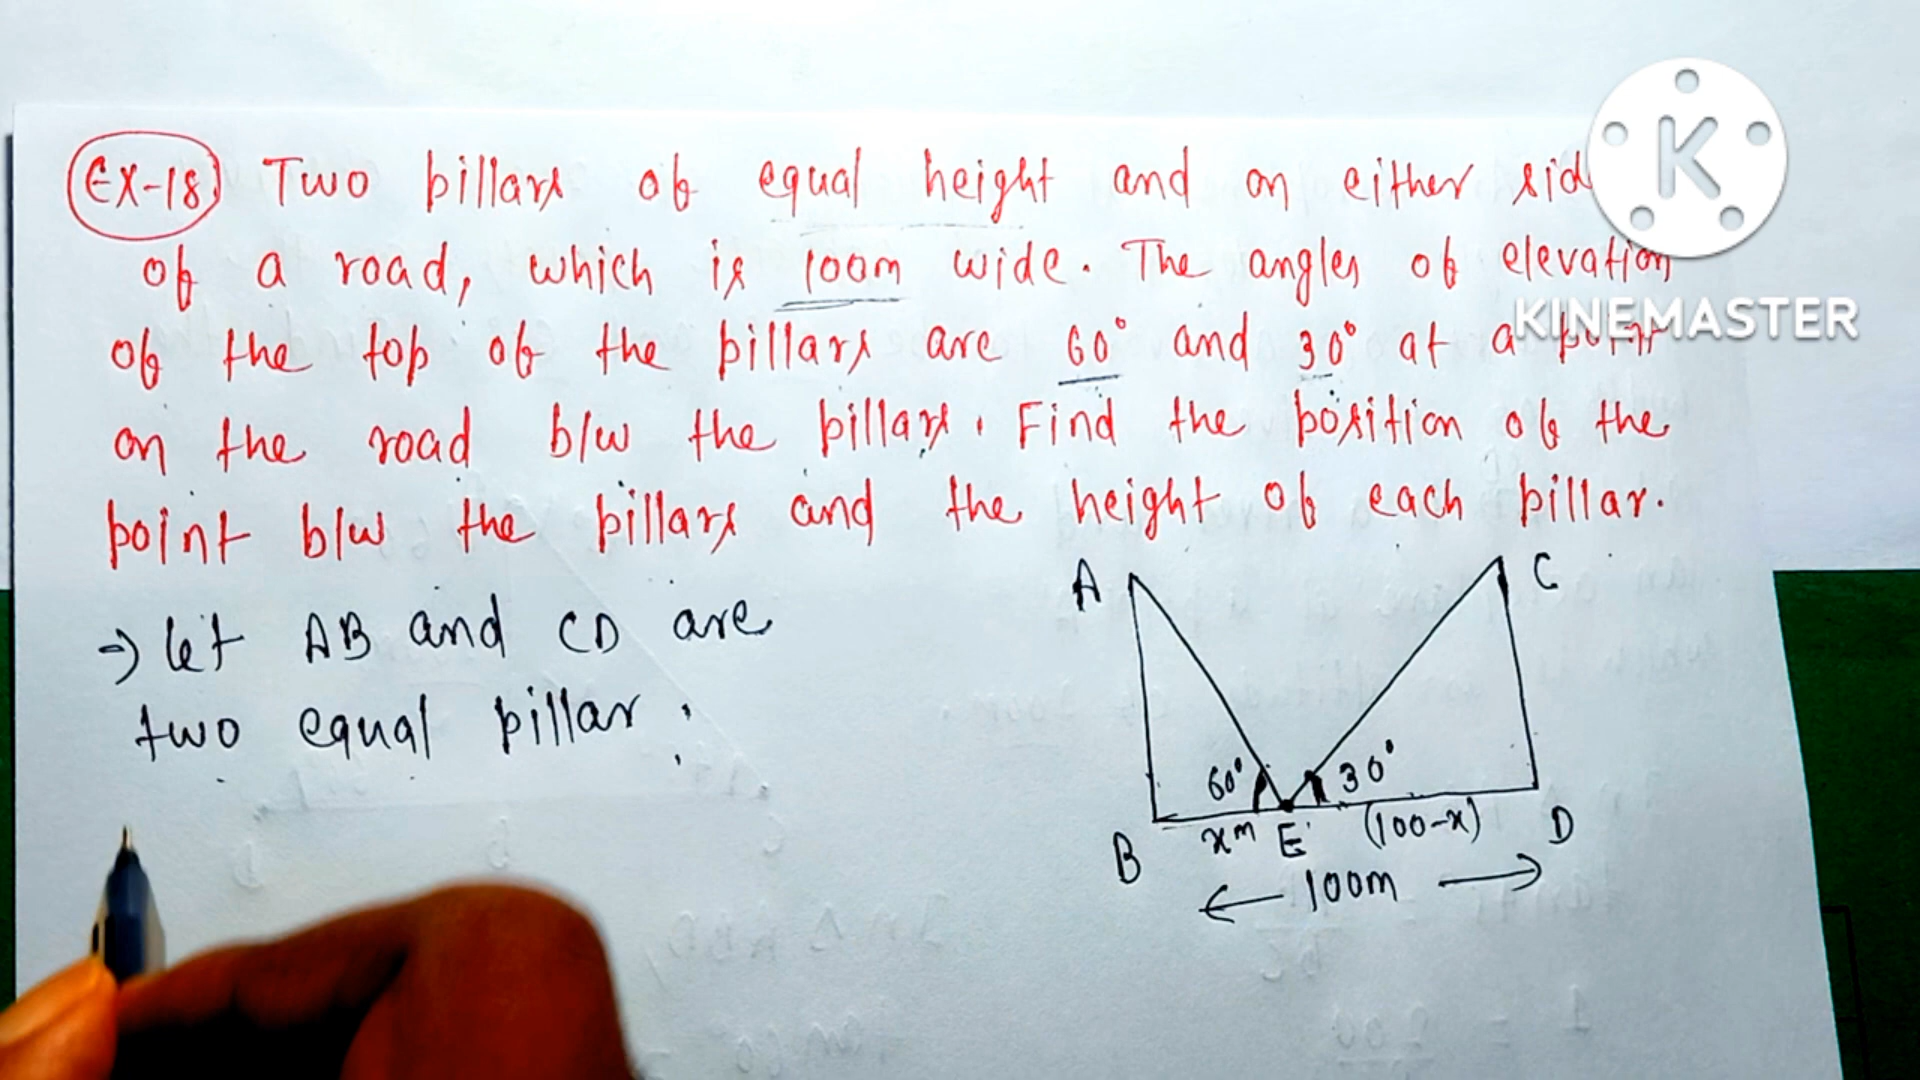 Ex-18) Two pillars of equal height and on either sid
of a road, which is 100m wide. The angles of elevation
of the top of the pillars are 60° and 30° at a point
on the road b/w the pillars. Find the position of the
point b/w the pillars and the height of each pillar.
→ let AB and CD are
two equal pillar.
A
C
60°
30°
B
x m
E
(100-x)
D
← 100m →
K
KINEMASTER